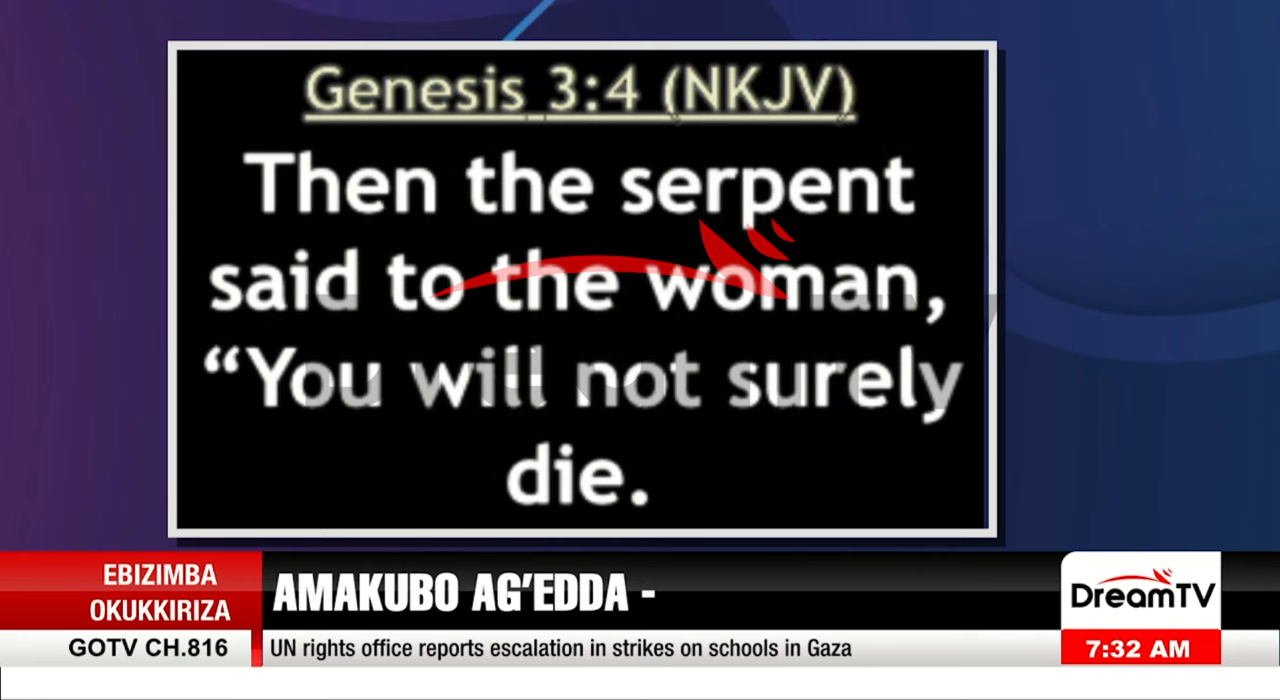 Genesis 3:4 (NKJV)
Then the serpent
said to the woman,
“You will not surely
die.
EBIZIMBA
OKUKKIRIZA
AMAKUBO AG'EDDA -
DreamTV
GOTV CH.816
UN rights office reports escalation in strikes on schools in Gaza
7:32 AM